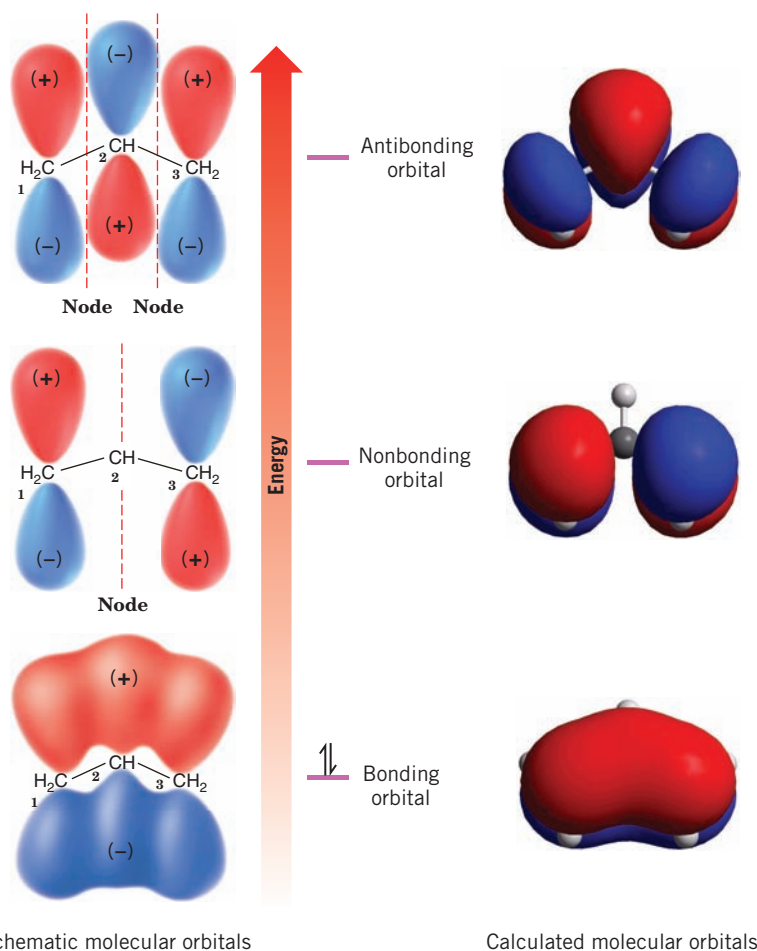 (–)
(+) (+)
H₂C CH CH₂
1 2 3
(–) (+) (–)
Node Node
Antibonding
orbital
(+) (–)
H₂C CH CH₂
1 2 3
(–) (+)
Node
Energy
Nonbonding
orbital
(+)
H₂C CH CH₂
1 2 3
(–)
⥮
Bonding
orbital
chematic molecular orbitals
Calculated molecular orbitals